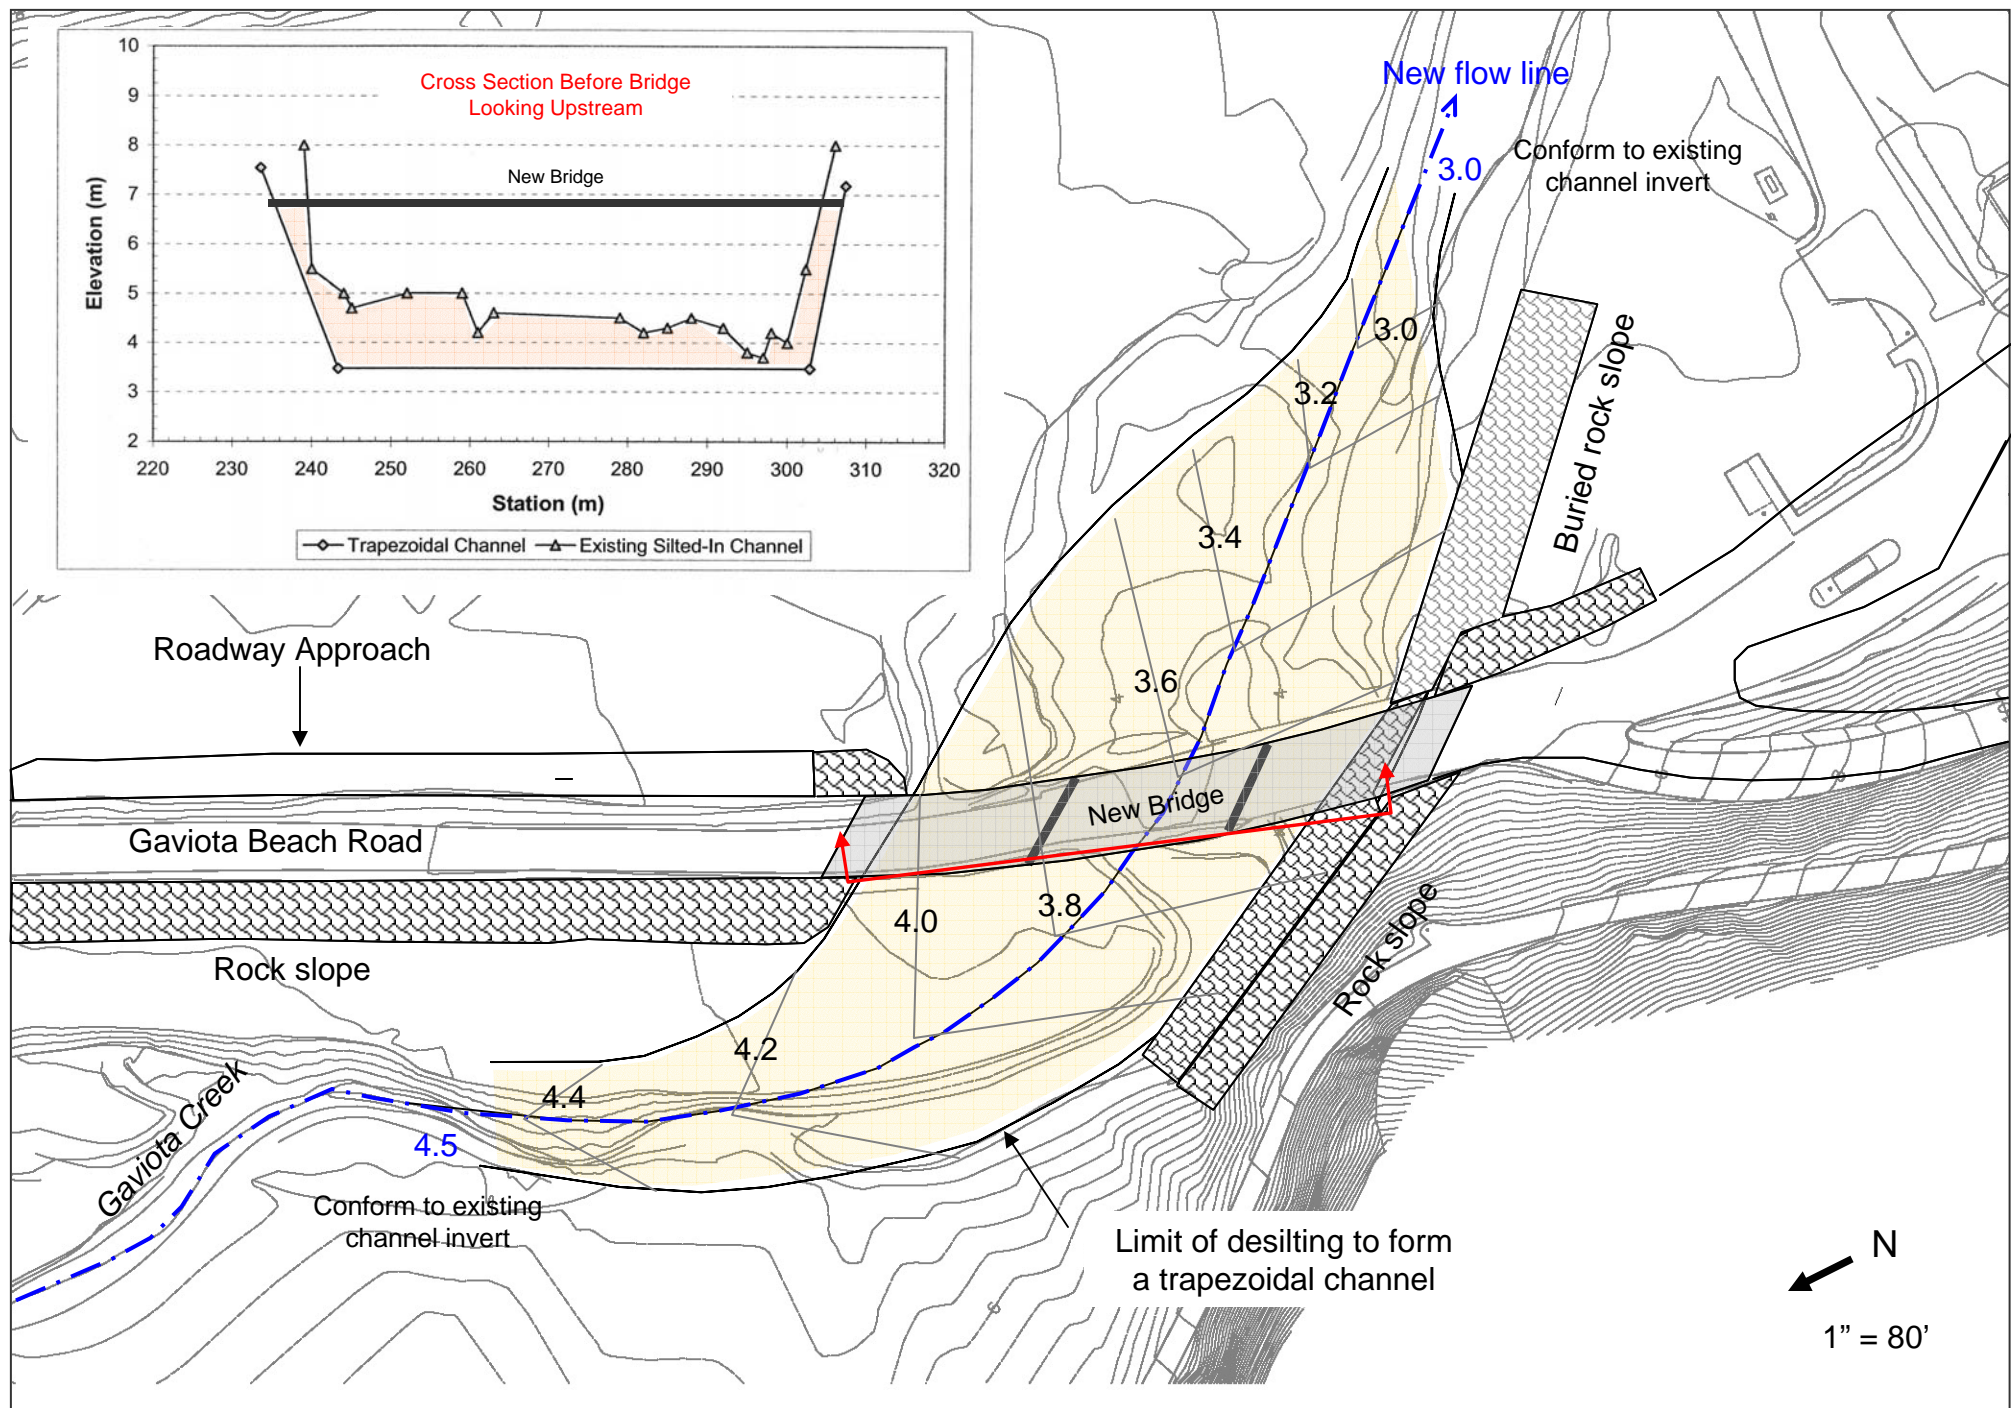 10
9
8
7
6
5
4
3
2
Elevation (m)
Cross Section Before Bridge
Looking Upstream
New Bridge
220 230 240 250 260 270 280 290 300 310 320
Station (m)
Trapezoidal Channel
Existing Silted-In Channel
New flow line
3.0
Conform to existing
channel invert
3.0
3.2
3.4
3.6
Buried rock slope
Roadway Approach
Gaviota Beach Road
New Bridge
Rock slope
4.0
3.8
Rock slope
4.2
4.4
4.5
Gaviota Creek
Conform to existing
channel invert
Limit of desilting to form
a trapezoidal channel
N
1” = 80’